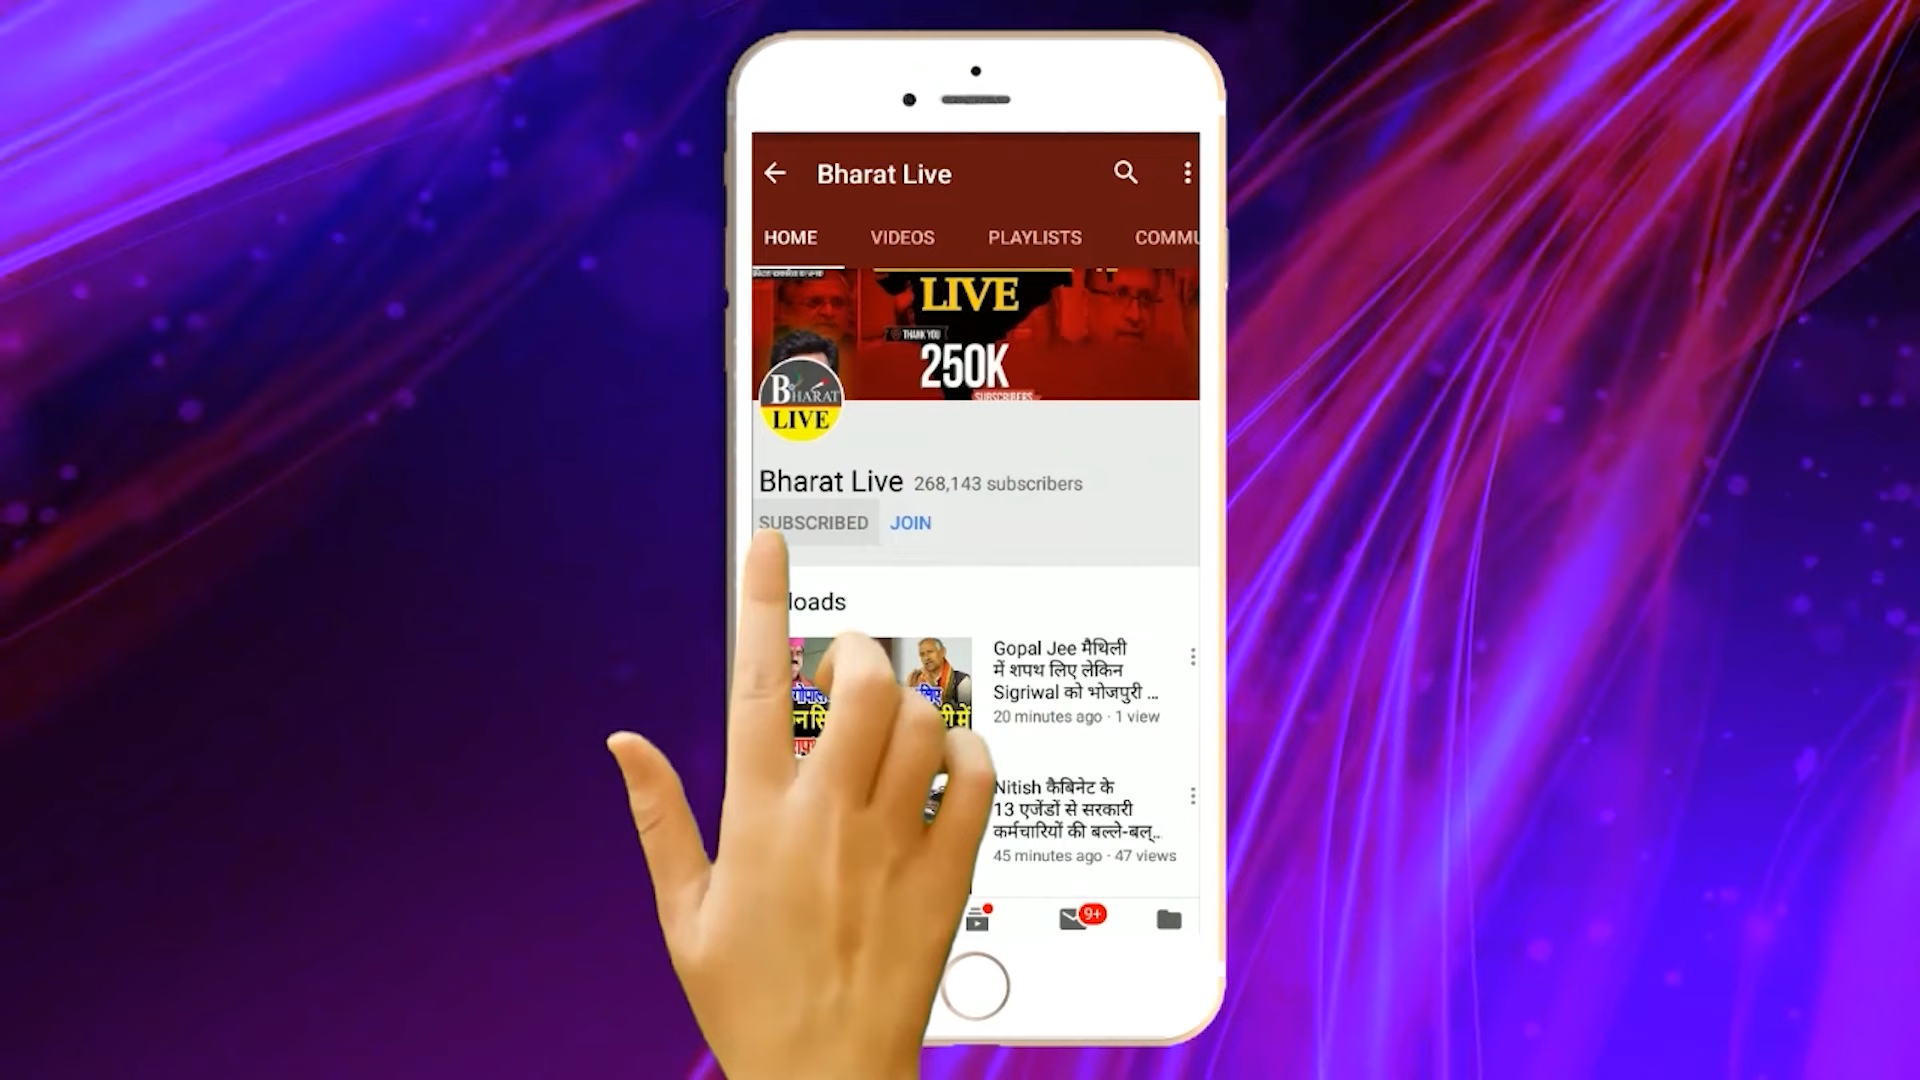 Bharat Live
HOME VIDEOS PLAYLISTS COMMU
LIVE
THANK YOU
250K
SUBSCRIBERS
BHARAT
LIVE
Bharat Live 268,143 subscribers
SUBSCRIBED JOIN
loads
Gopal Jee मैथिली
में शपथ लिए लेकिन
Sigriwal को भोजपुरी ...
20 minutes ago · 1 view
गोपाल
री में
Nitish कैबिनेट के
13 एजेंडों से सरकारी
कर्मचारियों की बल्ले-बल्...
45 minutes ago · 47 views
9+